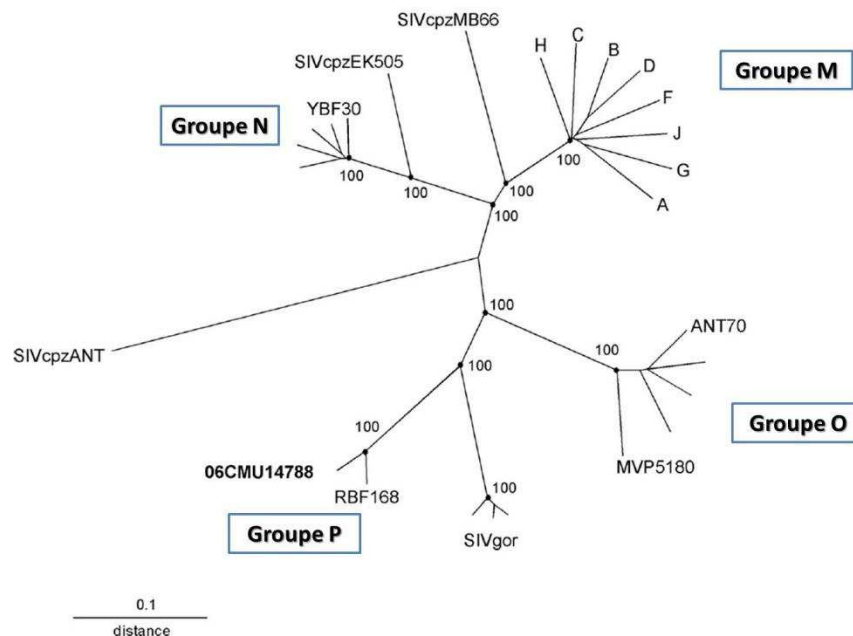 SIVcpzMB66
C
H
B
D
SIVcpzEK505
Groupe M
F
YBF30
Groupe N
J
100
G
100
100
100
A
100
100
ANT70
100
SIVcpzANT
100
100
Groupe O
06CMU14788
MVP5180
RBF168
100
Groupe P
SIVgor
0.1
distance